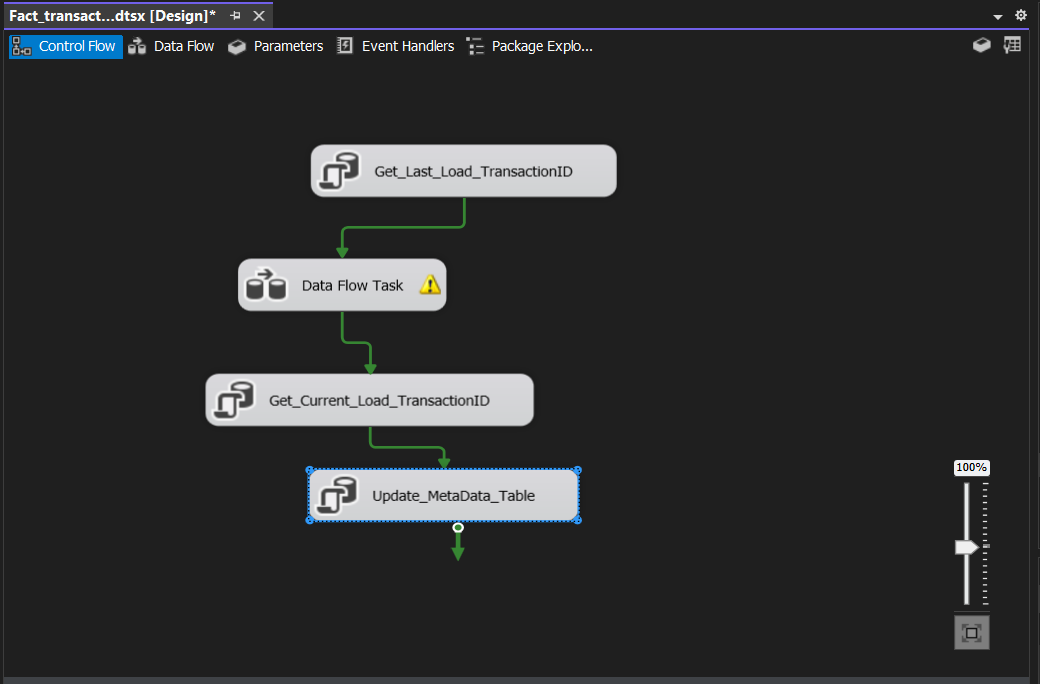 Fact_transact...dtsx [Design]*
Control Flow Data Flow Parameters Event Handlers Package Explo...
Get_Last_Load_TransactionID
Data Flow Task
Get_Current_Load_TransactionID
Update_MetaData_Table
100%